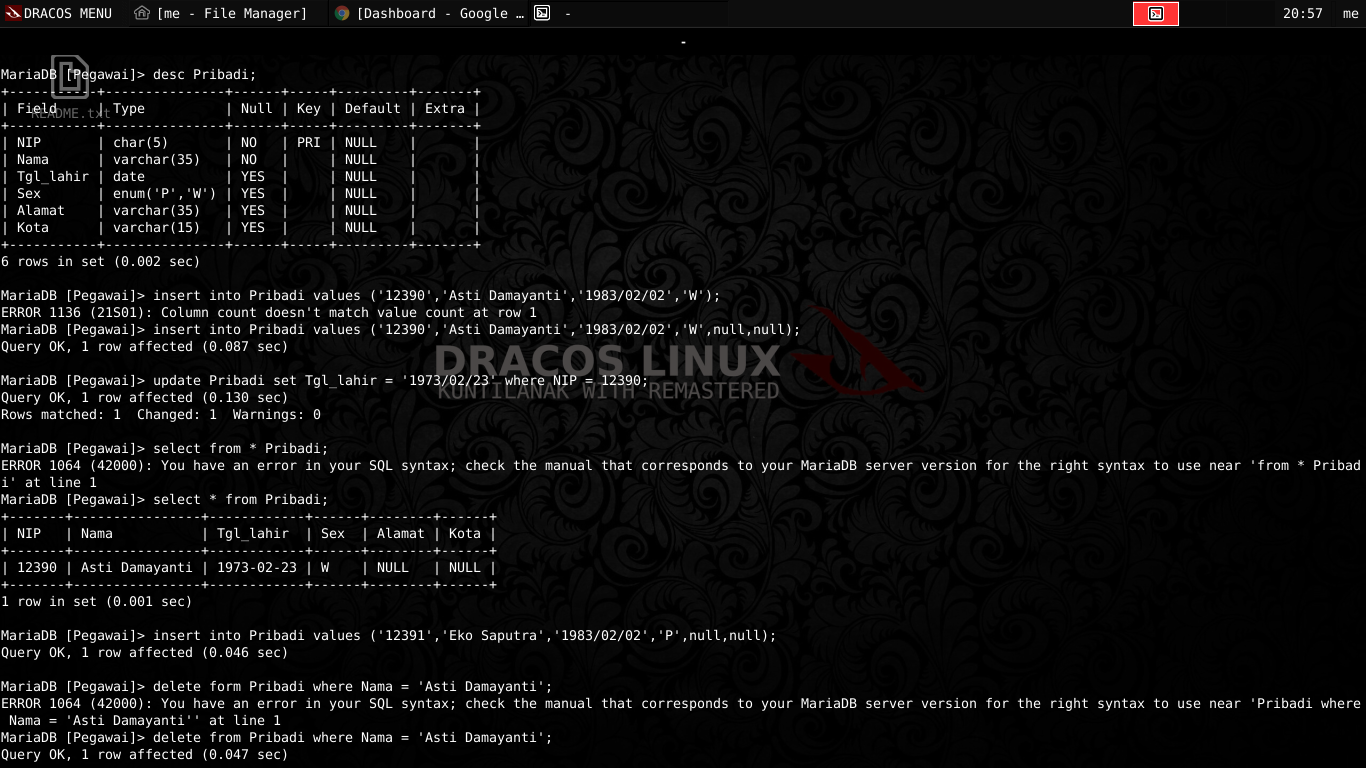 DRACOS MENU [me - File Manager] [Dashboard - Google … - 20:57 me
-
MariaDB [Pegawai]> desc Pribadi;
+-----------+---------------+------+-----+---------+-------+
| Field     | Type          | Null | Key | Default | Extra |
README.txt
+-----------+---------------+------+-----+---------+-------+
| NIP       | char(5)       | NO   | PRI | NULL    |       |
| Nama      | varchar(35)   | NO   |     | NULL    |       |
| Tgl_lahir | date          | YES  |     | NULL    |       |
| Sex       | enum('P','W') | YES  |     | NULL    |       |
| Alamat    | varchar(35)   | YES  |     | NULL    |       |
| Kota      | varchar(15)   | YES  |     | NULL    |       |
+-----------+---------------+------+-----+---------+-------+
6 rows in set (0.002 sec)
MariaDB [Pegawai]> insert into Pribadi values ('12390','Asti Damayanti','1983/02/02','W');
ERROR 1136 (21S01): Column count doesn't match value count at row 1
MariaDB [Pegawai]> insert into Pribadi values ('12390','Asti Damayanti','1983/02/02','W',null,null);
Query OK, 1 row affected (0.087 sec)
DRACOS LINUX
MariaDB [Pegawai]> update Pribadi set Tgl_lahir = '1973/02/23' where NIP = 12390;
KUNTILANAK WITH REMASTERED
Query OK, 1 row affected (0.130 sec)
Rows matched: 1  Changed: 1  Warnings: 0
MariaDB [Pegawai]> select from * Pribadi;
ERROR 1064 (42000): You have an error in your SQL syntax; check the manual that corresponds to your MariaDB server version for the right syntax to use near 'from * Pribad
i' at line 1
MariaDB [Pegawai]> select * from Pribadi;
+-------+----------------+------------+------+--------+------+
| NIP   | Nama           | Tgl_lahir  | Sex  | Alamat | Kota |
+-------+----------------+------------+------+--------+------+
| 12390 | Asti Damayanti | 1973-02-23 | W    | NULL   | NULL |
+-------+----------------+------------+------+--------+------+
1 row in set (0.001 sec)
MariaDB [Pegawai]> insert into Pribadi values ('12391','Eko Saputra','1983/02/02','P',null,null);
Query OK, 1 row affected (0.046 sec)
MariaDB [Pegawai]> delete form Pribadi where Nama = 'Asti Damayanti';
ERROR 1064 (42000): You have an error in your SQL syntax; check the manual that corresponds to your MariaDB server version for the right syntax to use near 'Pribadi where
 Nama = 'Asti Damayanti'' at line 1
MariaDB [Pegawai]> delete from Pribadi where Nama = 'Asti Damayanti';
Query OK, 1 row affected (0.047 sec)